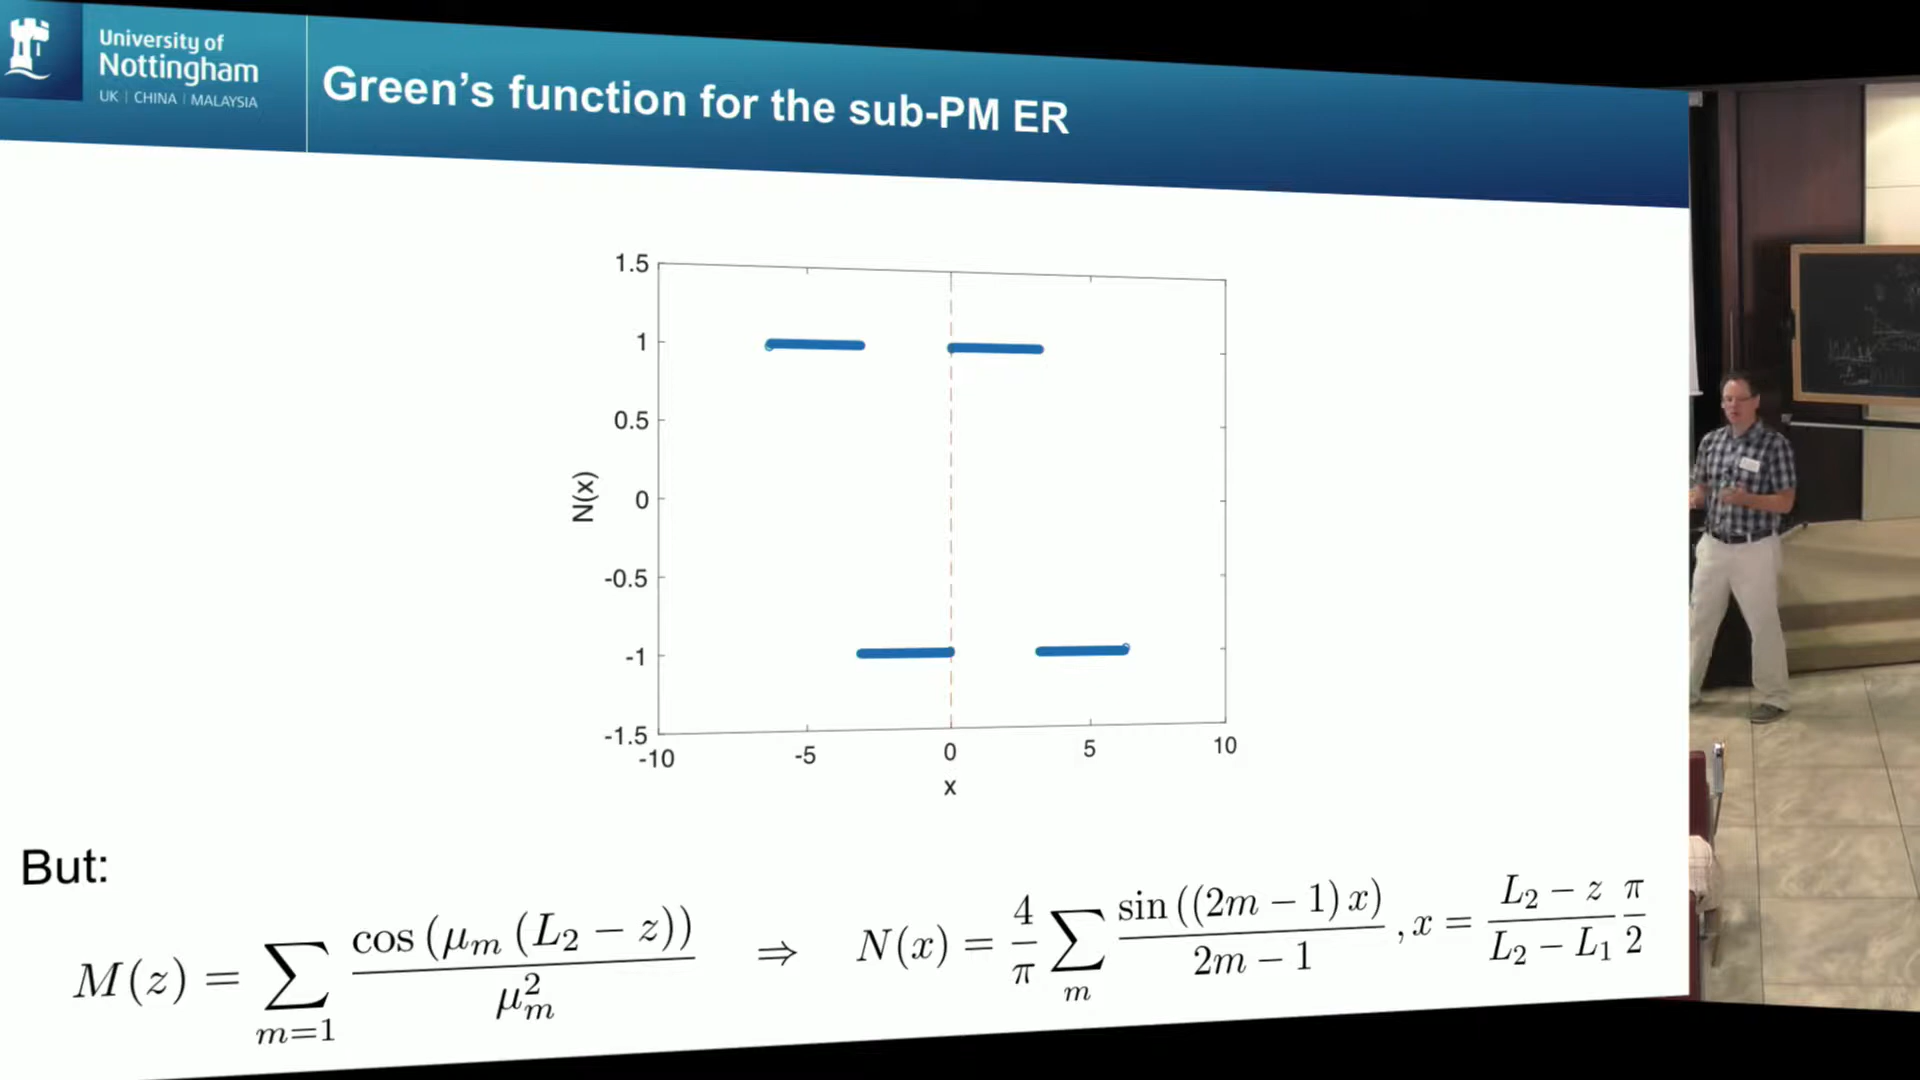 University of
Nottingham
UK | CHINA | MALAYSIA
Green's function for the sub-PM ER
1.5
1
0.5
0
-0.5
-1
-1.5
N(x)
-10
-5
0
5
10
x
But:
M(z) = ∑_{m=1} cos (μ_m (L_2 − z)) / μ_m^2 ⇒ N(x) = 4/π ∑_m sin ((2m − 1) x) / (2m − 1) , x = (L_2 − z)/(L_2 − L_1) π/2